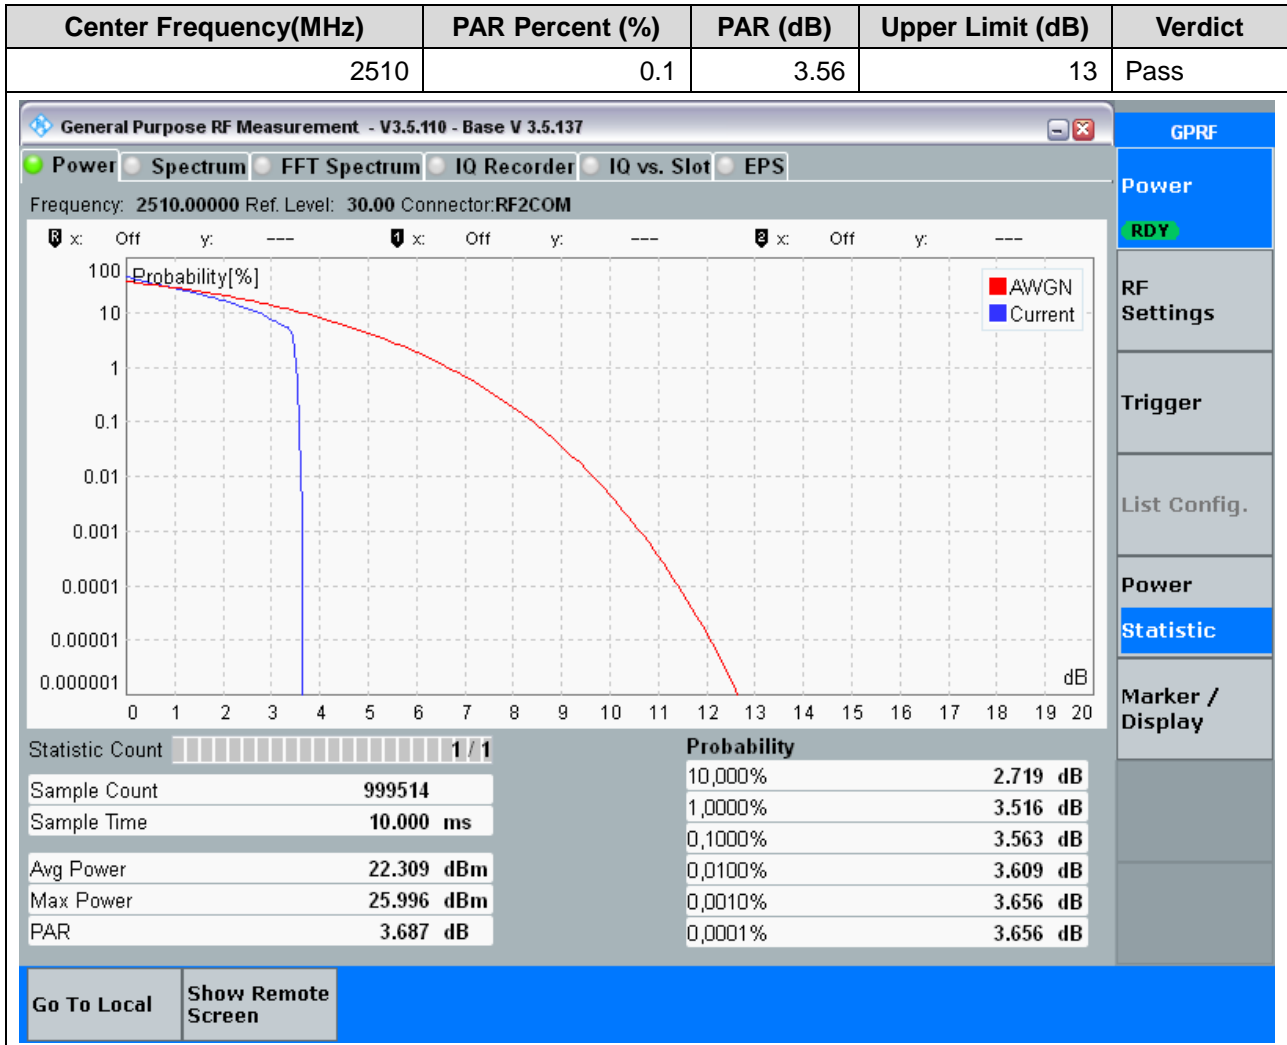 Center Frequency(MHz) PAR Percent (%) PAR (dB) Upper Limit (dB) Verdict
2510 0.1 3.56 13 Pass
General Purpose RF Measurement - V3.5.110 - Base V 3.5.137
GPRF
Power Spectrum FFT Spectrum IQ Recorder IQ vs. Slot EPS
Frequency: 2510.00000 Ref. Level: 30.00 Connector:RF2COM
R x: Off y: --- 1 x: Off y: --- 2 x: Off y: ---
Probability[%]
100
10
1
0.1
0.01
0.001
0.0001
0.00001
0.000001
AWGN
Current
dB
0 1 2 3 4 5 6 7 8 9 10 11 12 13 14 15 16 17 18 19 20
Statistic Count 1 / 1
Sample Count 999514
Sample Time 10.000 ms
Avg Power 22.309 dBm
Max Power 25.996 dBm
PAR 3.687 dB
Probability
10,000% 2.719 dB
1,0000% 3.516 dB
0,1000% 3.563 dB
0,0100% 3.609 dB
0,0010% 3.656 dB
0,0001% 3.656 dB
Power
RDY
RF
Settings
Trigger
List Config.
Power
Statistic
Marker /
Display
Go To Local
Show Remote
Screen